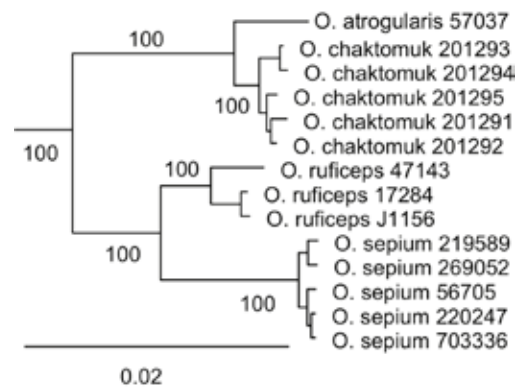 O. atrogularis 57037
100
O. chaktomuk 201293
O. chaktomuk 201294
O. chaktomuk 201295
100
O. chaktomuk 201291
O. chaktomuk 201292
100
100
O. ruficeps 47143
O. ruficeps 17284
O. ruficeps J1156
100
O. sepium 219589
O. sepium 269052
O. sepium 56705
100
O. sepium 220247
O. sepium 703336
0.02